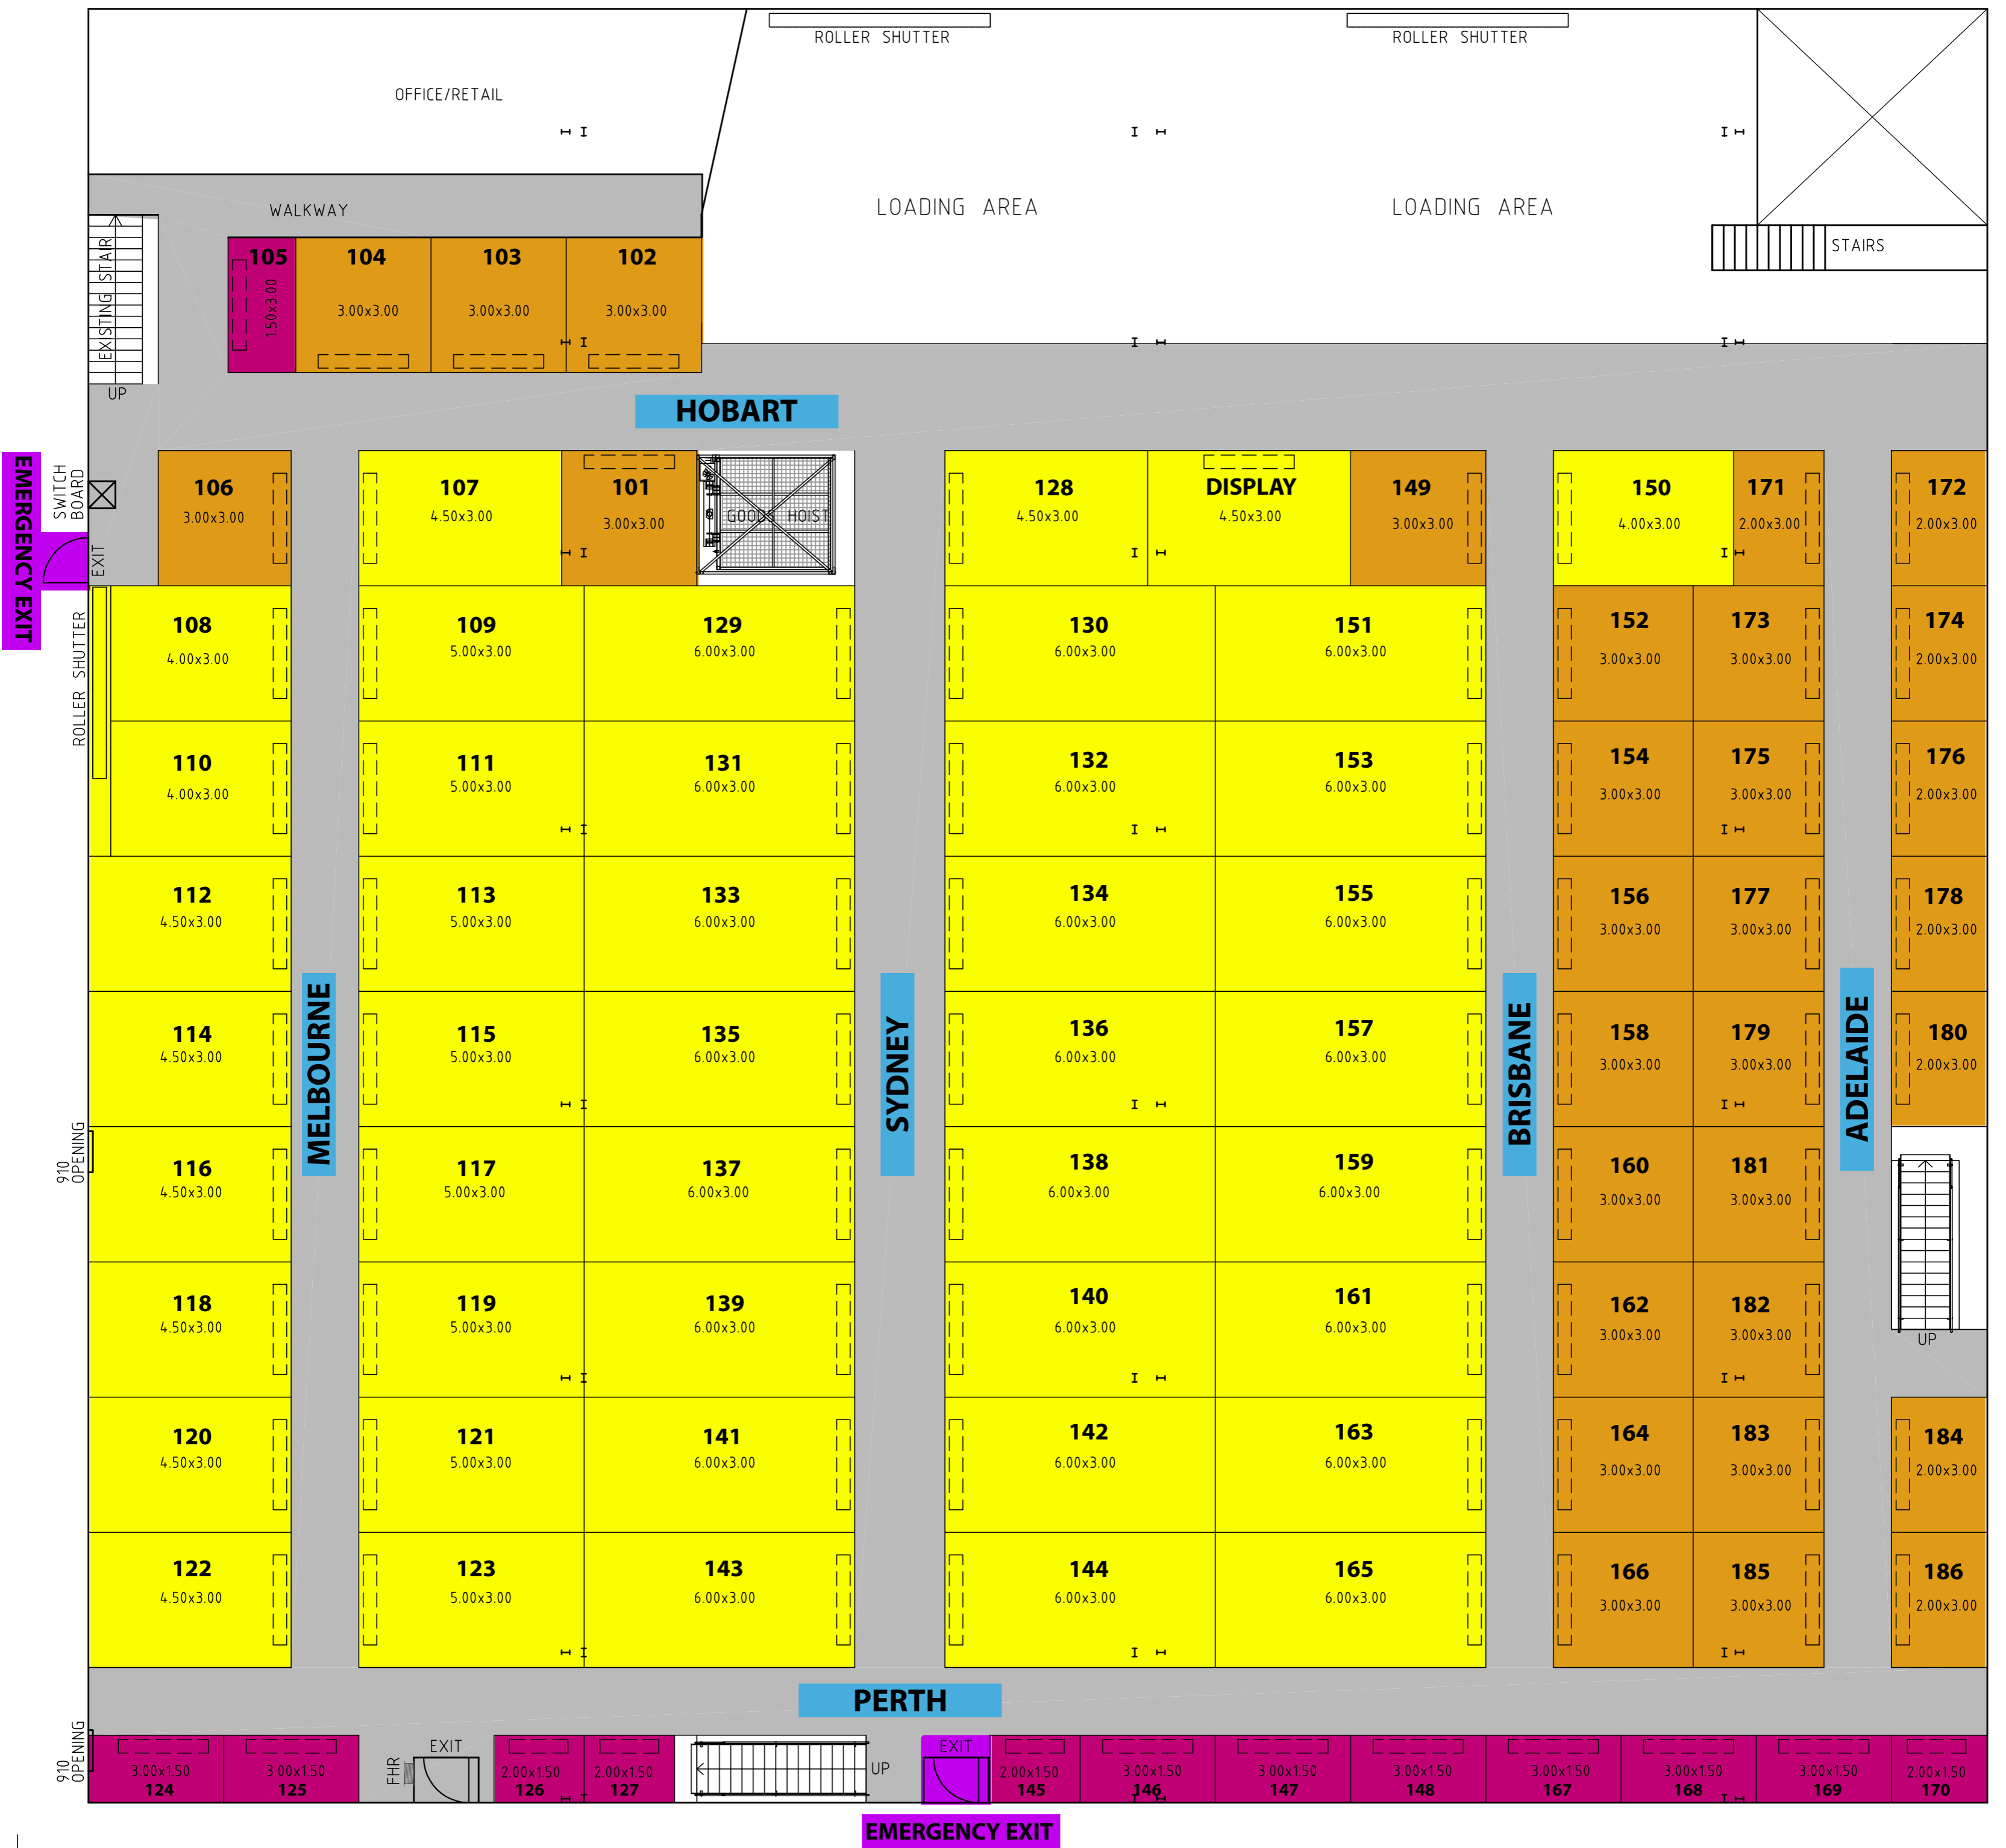 ROLLER SHUTTER
ROLLER SHUTTER
OFFICE/RETAIL
LOADING AREA
LOADING AREA
WALKWAY
STAIRS
EXISTING STAIR
UP
105
1.50x3.00
104
3.00x3.00
103
3.00x3.00
102
3.00x3.00
HOBART
EMERGENCY EXIT
SWITCH
BOARD
EXIT
ROLLER SHUTTER
106
3.00x3.00
107
4.50x3.00
101
3.00x3.00
GOODS HOIST
128
4.50x3.00
DISPLAY
4.50x3.00
149
3.00x3.00
150
4.00x3.00
171
2.00x3.00
172
2.00x3.00
108
4.00x3.00
109
5.00x3.00
129
6.00x3.00
130
6.00x3.00
151
6.00x3.00
152
3.00x3.00
173
3.00x3.00
174
2.00x3.00
110
4.00x3.00
111
5.00x3.00
131
6.00x3.00
132
6.00x3.00
153
6.00x3.00
154
3.00x3.00
175
3.00x3.00
176
2.00x3.00
112
4.50x3.00
113
5.00x3.00
133
6.00x3.00
134
6.00x3.00
155
6.00x3.00
156
3.00x3.00
177
3.00x3.00
178
2.00x3.00
MELBOURNE
SYDNEY
BRISBANE
ADELAIDE
114
4.50x3.00
115
5.00x3.00
135
6.00x3.00
136
6.00x3.00
157
6.00x3.00
158
3.00x3.00
179
3.00x3.00
180
2.00x3.00
910
OPENING
116
4.50x3.00
117
5.00x3.00
137
6.00x3.00
138
6.00x3.00
159
6.00x3.00
160
3.00x3.00
181
3.00x3.00
118
4.50x3.00
119
5.00x3.00
139
6.00x3.00
140
6.00x3.00
161
6.00x3.00
162
3.00x3.00
182
3.00x3.00
UP
120
4.50x3.00
121
5.00x3.00
141
6.00x3.00
142
6.00x3.00
163
6.00x3.00
164
3.00x3.00
183
3.00x3.00
184
2.00x3.00
122
4.50x3.00
123
5.00x3.00
143
6.00x3.00
144
6.00x3.00
165
6.00x3.00
166
3.00x3.00
185
3.00x3.00
186
2.00x3.00
PERTH
910
OPENING
3.00x1.50
124
3.00x1.50
125
FHR
EXIT
2.00x1.50
126
2.00x1.50
127
UP
EXIT
2.00x1.50
145
3.00x1.50
146
3.00x1.50
147
3.00x1.50
148
3.00x1.50
167
3.00x1.50
168
3.00x1.50
169
2.00x1.50
170
EMERGENCY EXIT